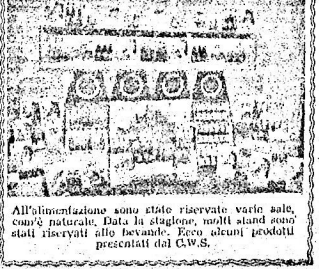 All'alimentazione sono state riservate varie sale,
com'è naturale. Data la stagione, molti stand sono
stati riservati alle bevande. Ecco alcuni prodotti
presentati dal C.W.S.